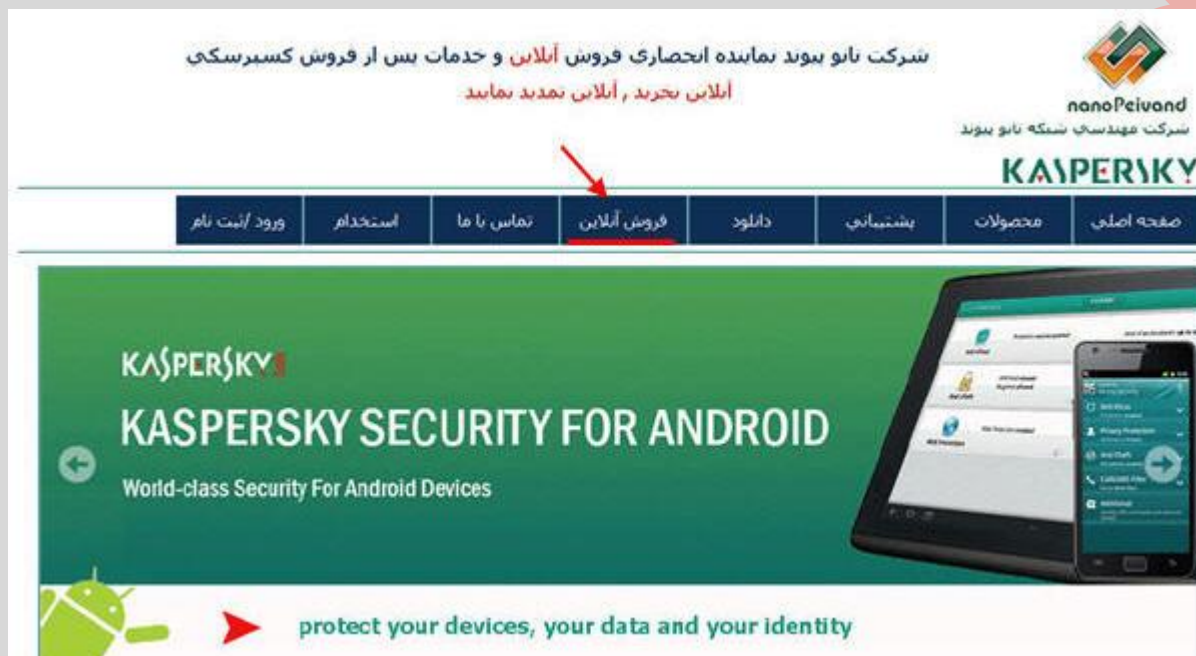 شرکت نانو پیوند نماینده انحصاری فروش آنلاین و خدمات پس از فروش کسپرسکی
آنلاین بخرید , آنلاین تمدید نمایید
nanoPeivand
شرکت مهندسی شبکه نانو پیوند
KASPERSKY
صفحه اصلی
محصولات
پشتیبانی
دانلود
فروش آنلاین
تماس با ما
استخدام
ورود /ثبت نام
KASPERSKY
KASPERSKY SECURITY FOR ANDROID
World-class Security For Android Devices
protect your devices, your data and your identity